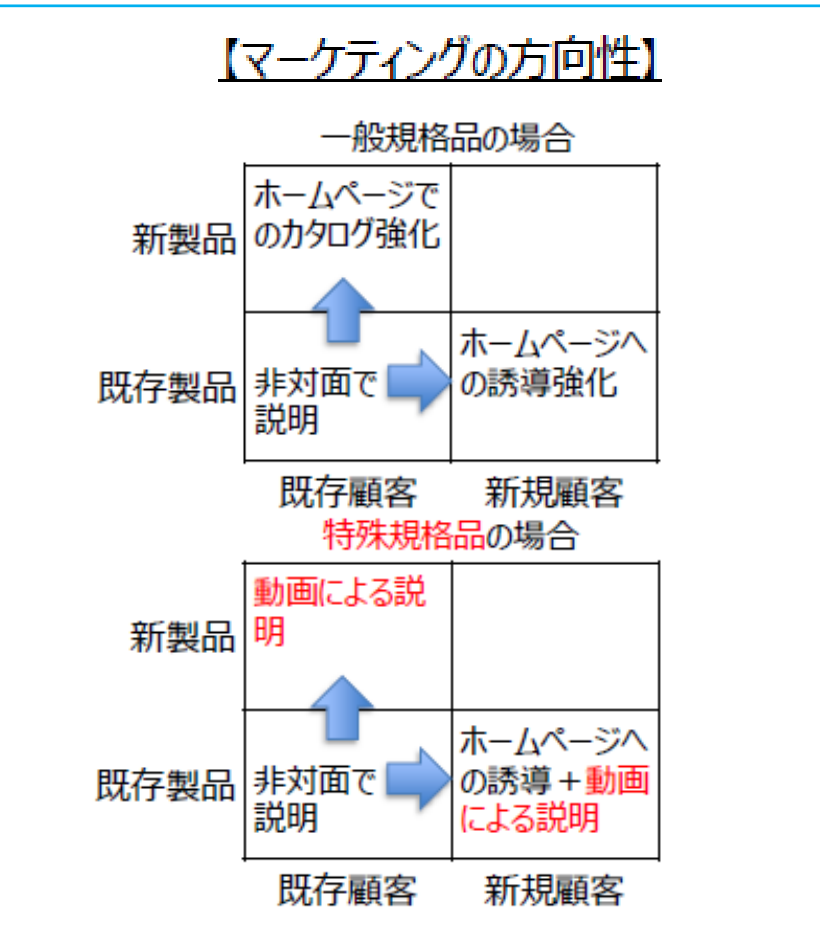 【マーケティングの方向性】
一般規格品の場合
ホームページで
のカタログ強化
新製品
ホームページへ
の誘導強化
既存製品
非対面で
説明
既存顧客
新規顧客
特殊規格品の場合
動画による説
明
新製品
ホームページへ
の誘導+動画
による説明
既存製品
非対面で
説明
既存顧客
新規顧客